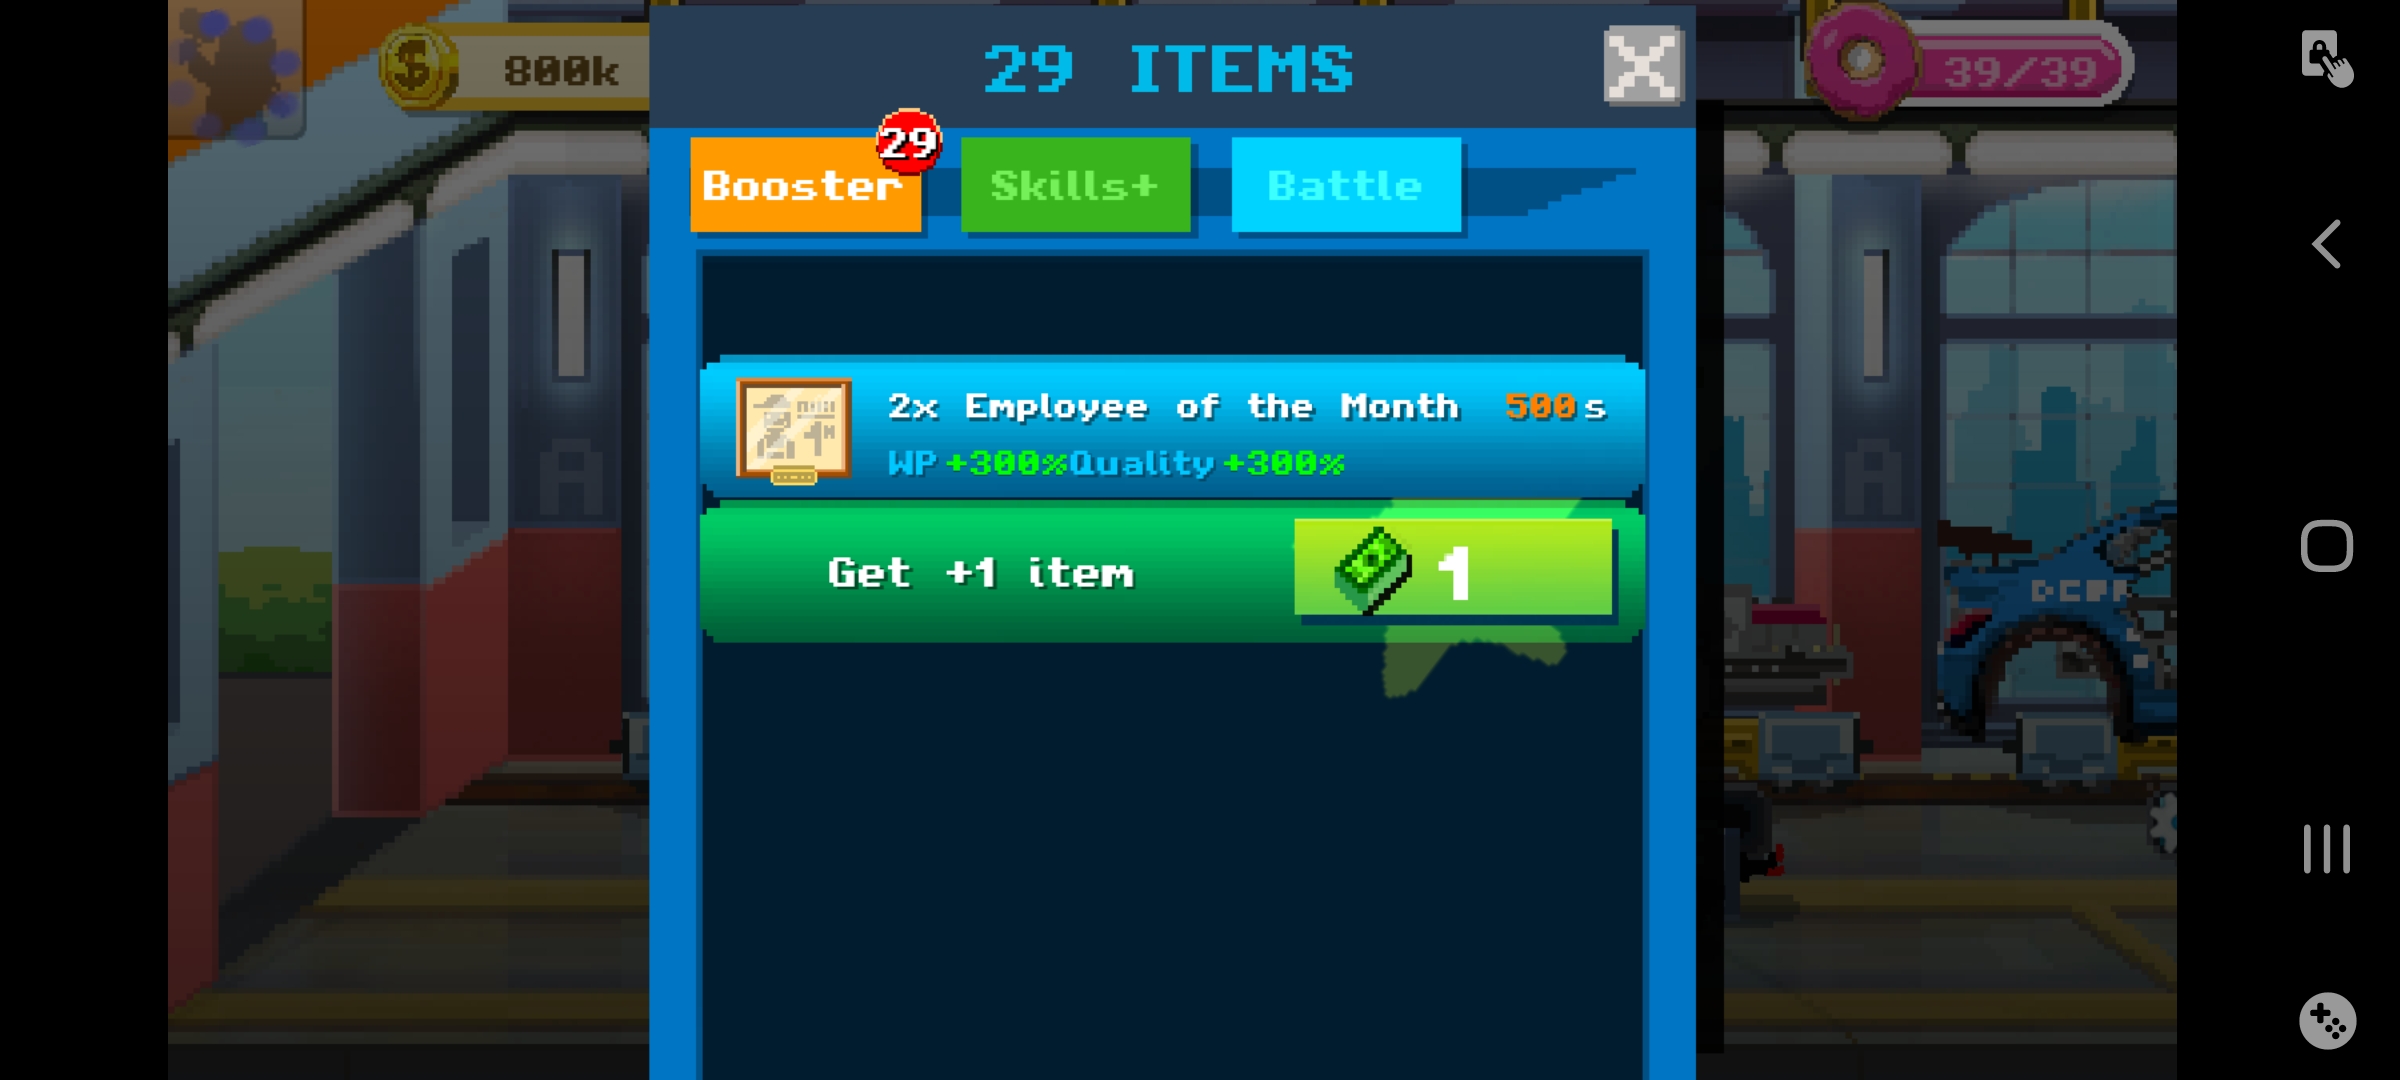 800k
29 ITEMS
39/39
29
Booster
Skills+
Battle
2x Employee of the Month 500s
WP +300% Quality +300%
Get +1 item
1
A
A